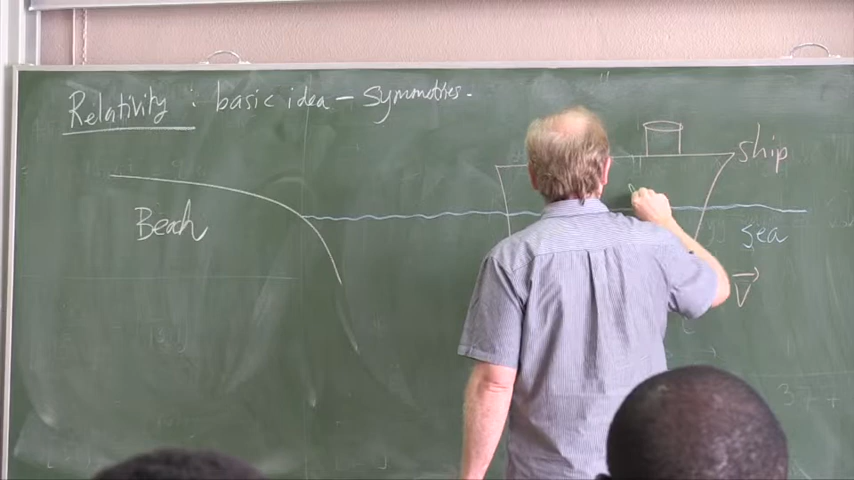 Relativity : basic idea - Symmetries.
Ship
Beach
Sea
V